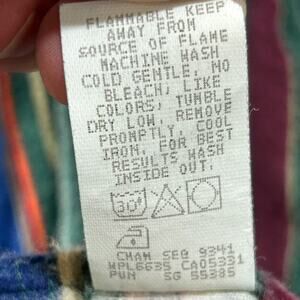 FLAMMABLE KEEP
AWAY FROM
SOURCE OF FLAME
MACHINE WASH
COLD GENTLE, NO
BLEACH, LIKE
COLORS, TUMBLE
DRY LOW, REMOVE
PROMPTLY, COOL
IRON, FOR BEST
RESULTS WASH
INSIDE OUT.
30°
CHAM SEQ 9341
WPL6635 CA05331
PWN SG 55385